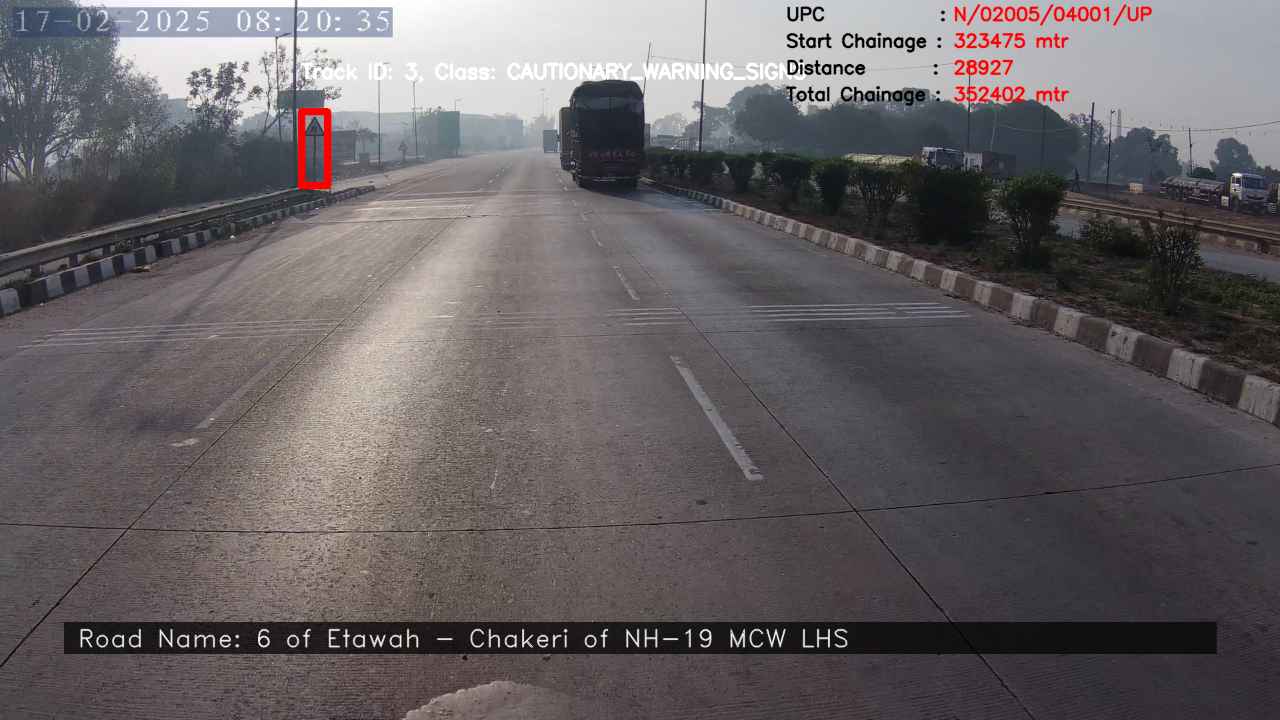 17-02-2025 08:20:35
UPC : N/02005/04001/UP
Start Chainage : 323475 mtr
Track ID: 3, Class: CAUTIONARY_WARNING_SIGNS
Distance : 28927
Total Chainage : 352402 mtr
Road Name: 6 of Etawah - Chakeri of NH-19 MCW LHS